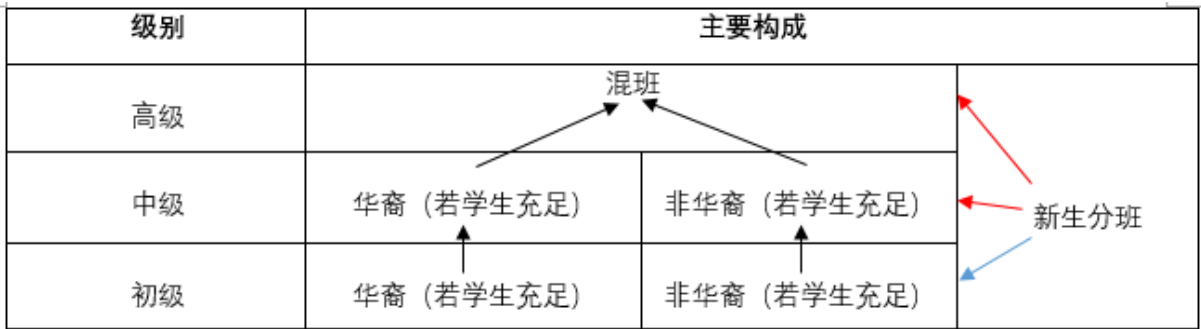 级别 主要构成
混班
高级
中级 华裔（若学生充足） 非华裔（若学生充足）
新生分班
初级 华裔（若学生充足） 非华裔（若学生充足）